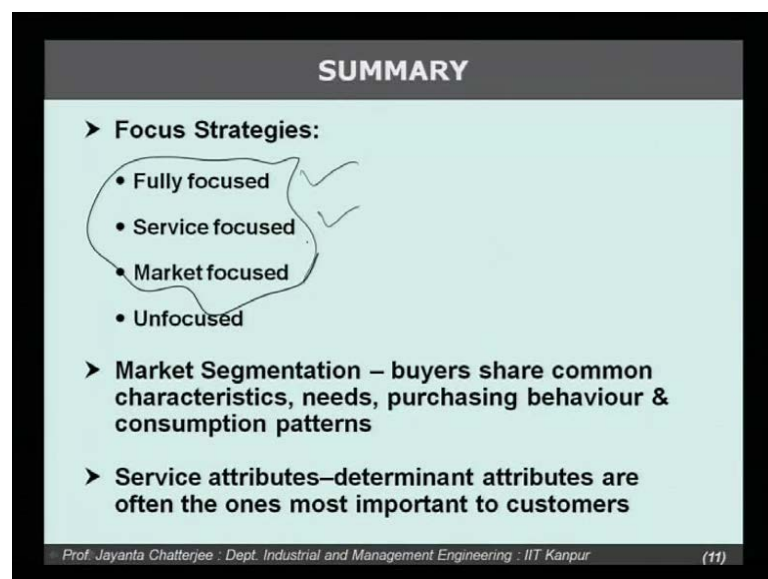 SUMMARY
➤ Focus Strategies:
• Fully focused
• Service focused
• Market focused
• Unfocused
➤ Market Segmentation – buyers share common
characteristics, needs, purchasing behaviour &
consumption patterns
➤ Service attributes–determinant attributes are
often the ones most important to customers
Prof. Jayanta Chatterjee : Dept. Industrial and Management Engineering : IIT Kanpur (11)